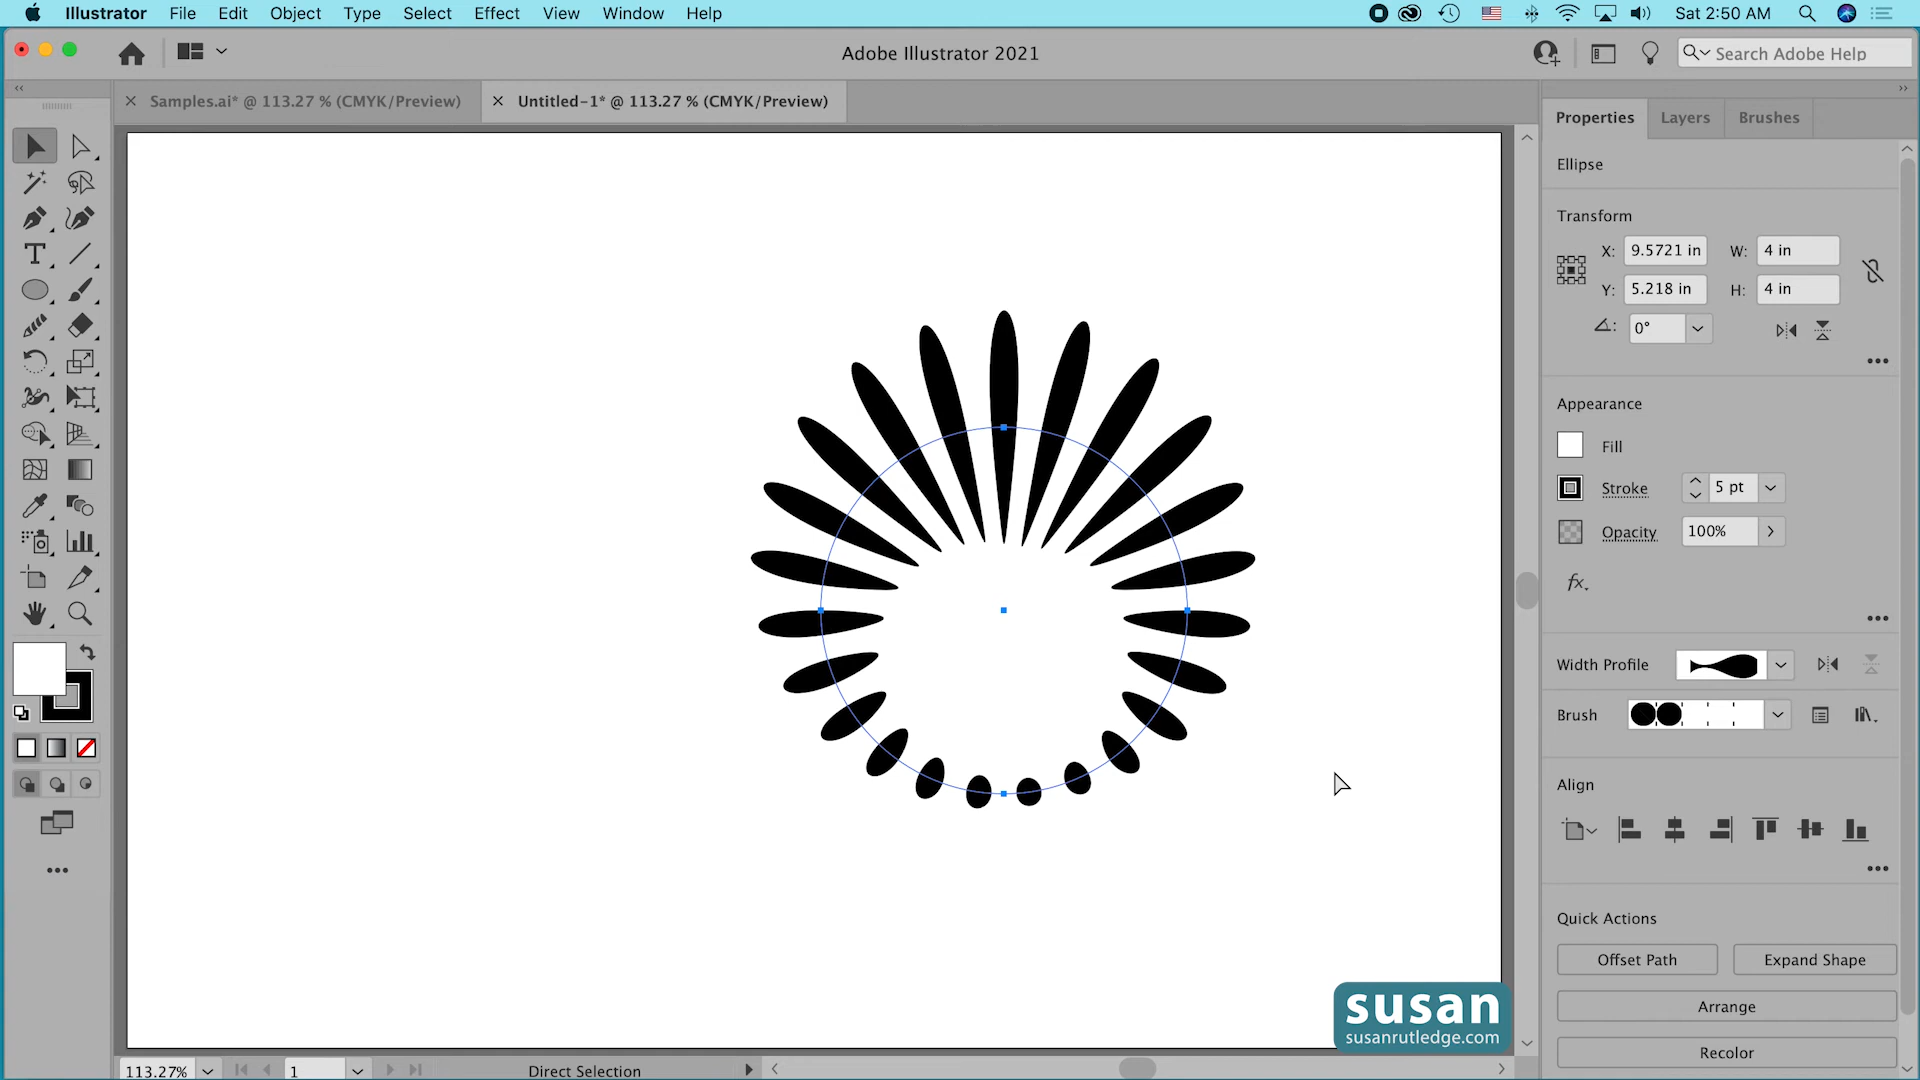 Illustrator File Edit Object Type Select Effect View Window Help Sat 2:50 AM
Adobe Illustrator 2021 Search Adobe Help
Samples.ai* @ 113.27 % (CMYK/Preview) Untitled-1* @ 113.27 % (CMYK/Preview)
Properties Layers Brushes
Ellipse
Transform
X: 9.5721 in W: 4 in
Y: 5.218 in H: 4 in
0°
Appearance
Fill
Stroke 5 pt
Opacity 100%
fx.
Width Profile
Brush
Align
Quick Actions
Offset Path Expand Shape
Arrange
Recolor
susan
susanrutledge.com
113.27% 1 Direct Selection